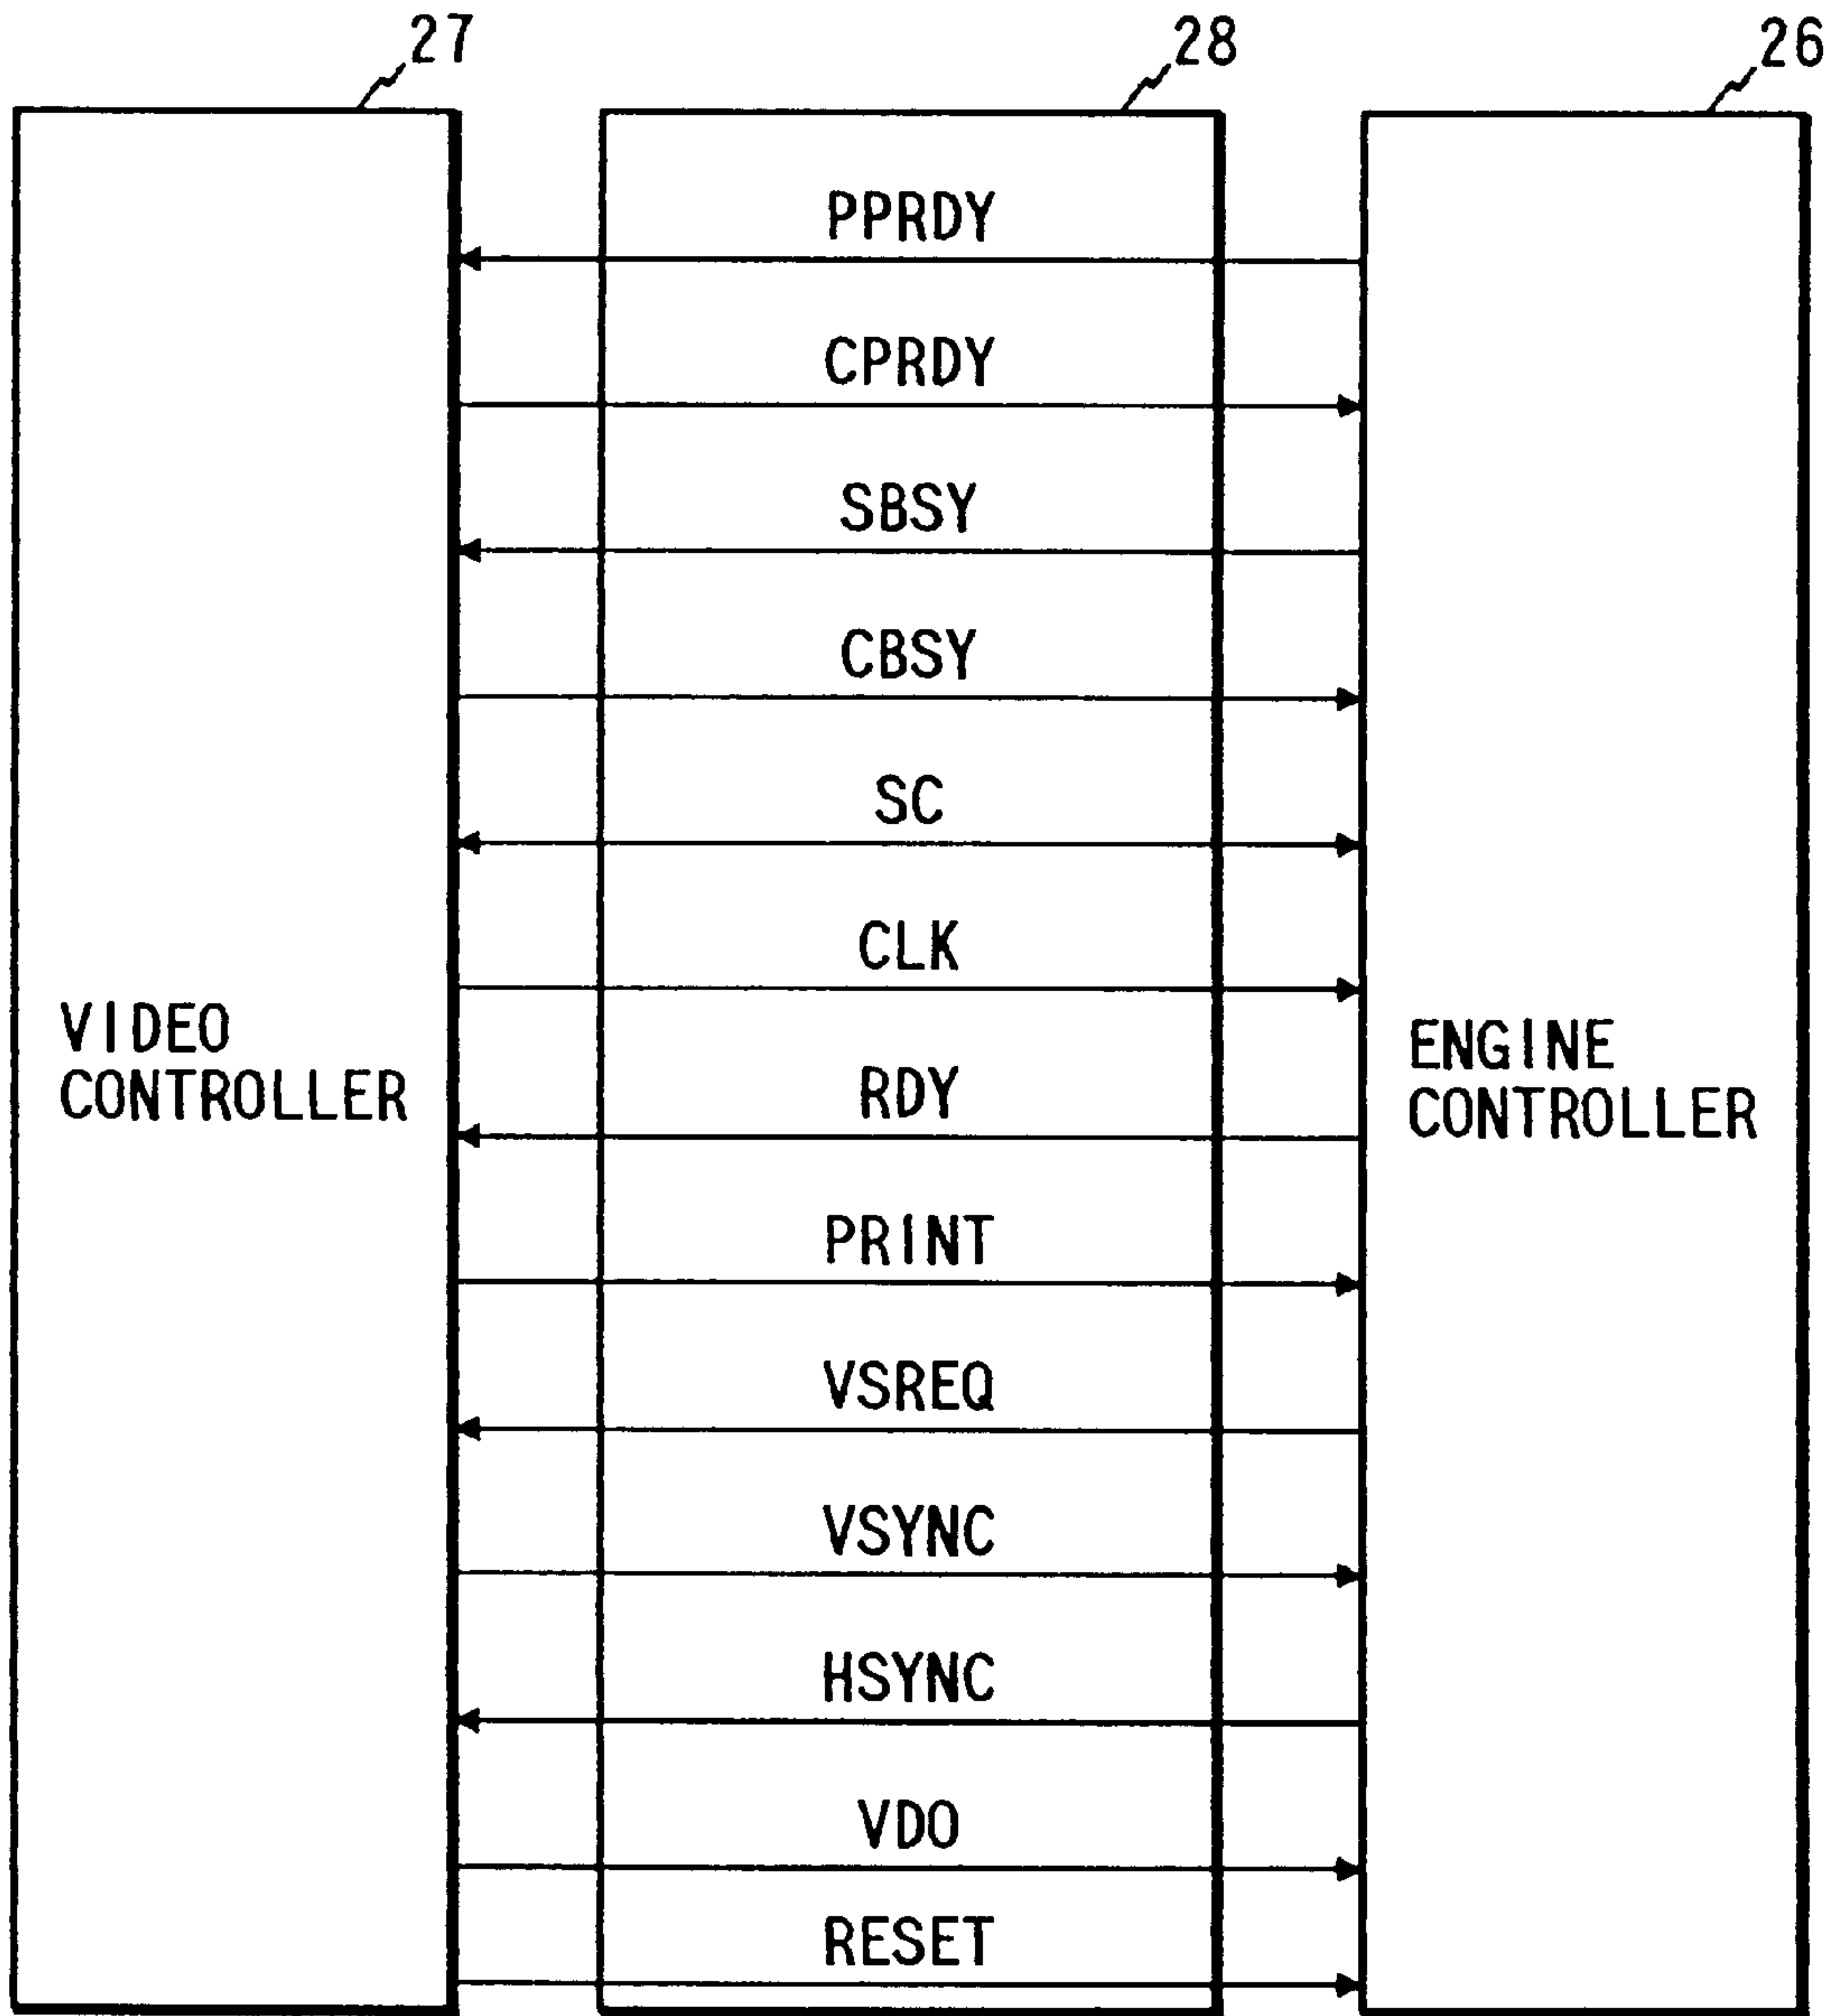 27
28
26
PPRDY
CPRDY
SBSY
CBSY
SC
CLK
VIDEO
CONTROLLER
ENGINE
CONTROLLER
RDY
PRINT
VSREQ
VSYNC
HSYNC
VDO
RESET